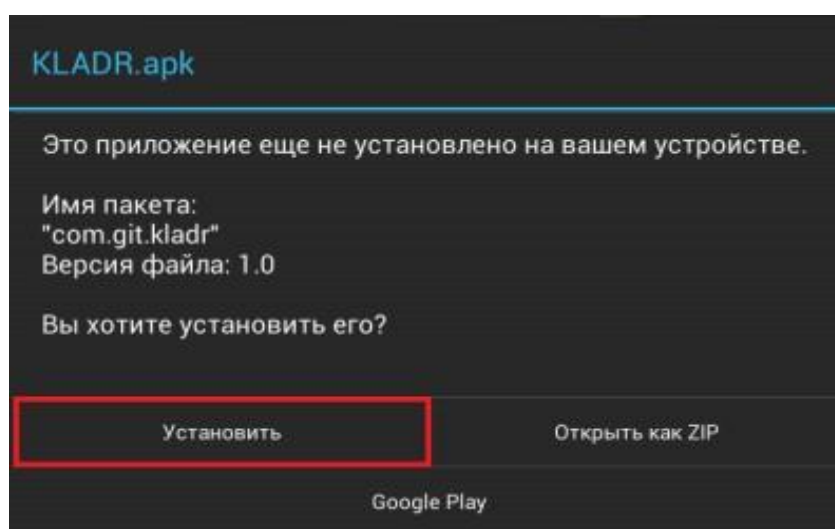 KLADR.apk
Это приложение еще не установлено на вашем устройстве.
Имя пакета:
"com.git.kladr"
Версия файла: 1.0
Вы хотите установить его?
Установить
Открыть как ZIP
Google Play